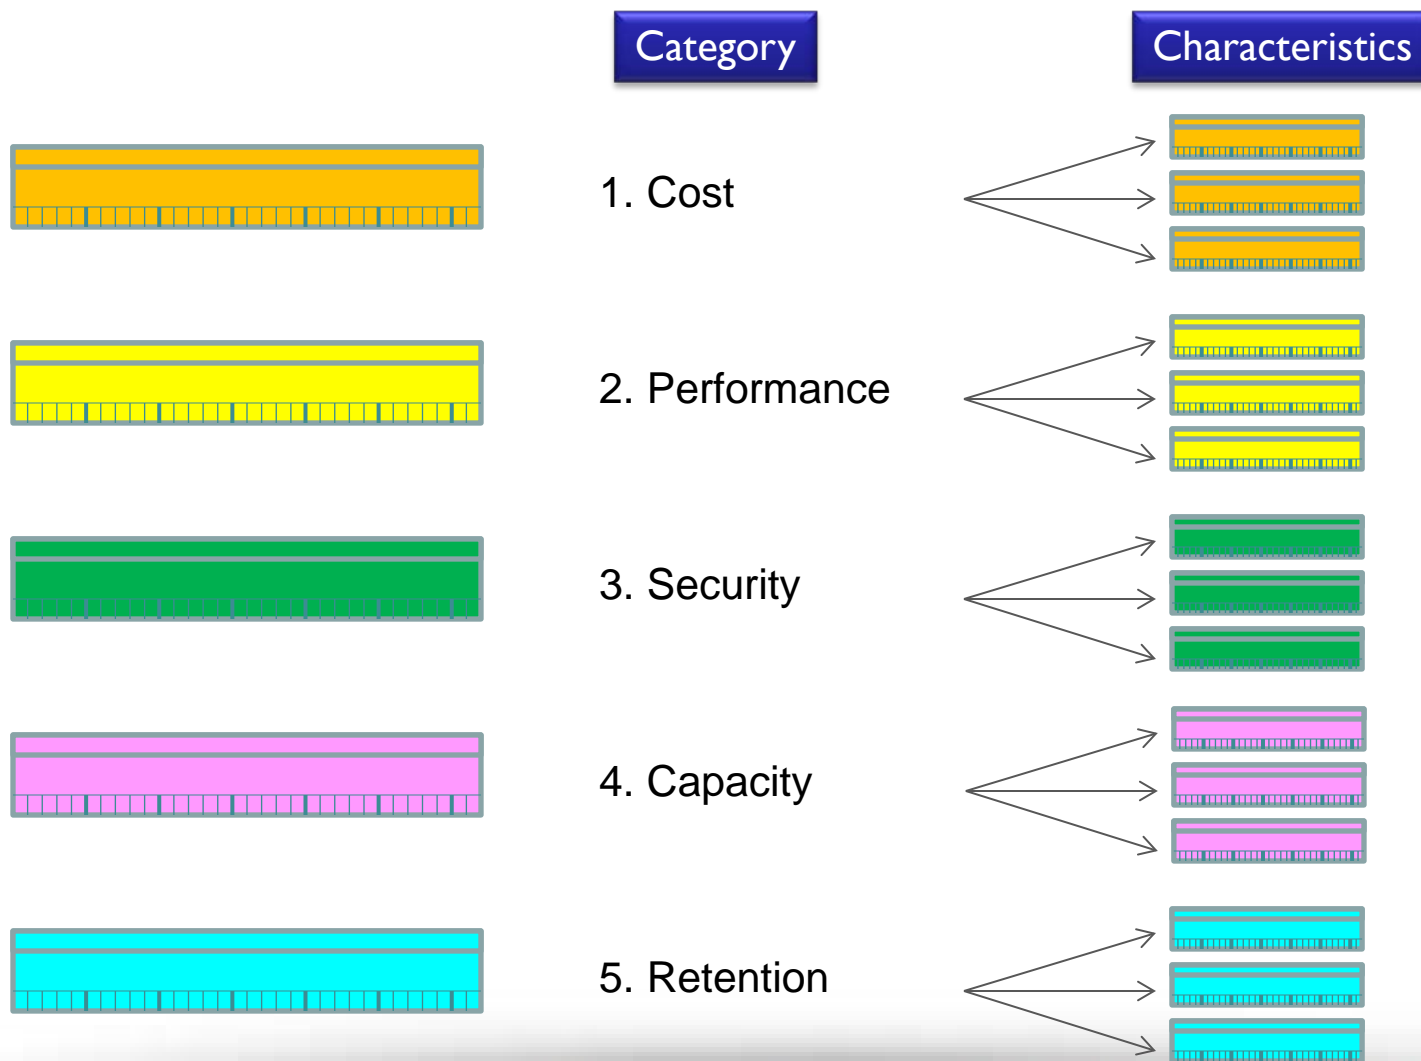 Category
Characteristics
1. Cost
2. Performance
3. Security
4. Capacity
5. Retention